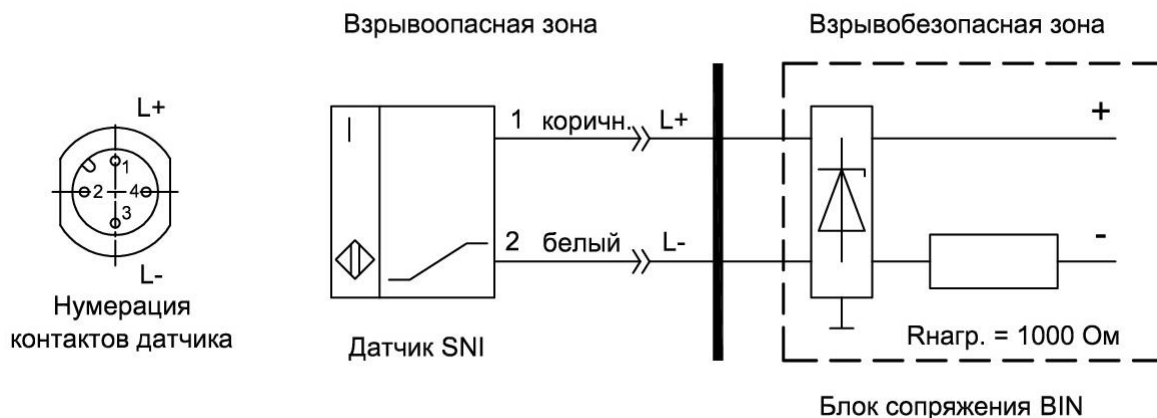 Взрывоопасная зона
Взрывобезопасная зона
L+
1
2
4
3
L-
Нумерация
контактов датчика
1 коричн. L+
2 белый L-
Датчик SNI
+
-
Rнагр. = 1000 Ом
Блок сопряжения BIN